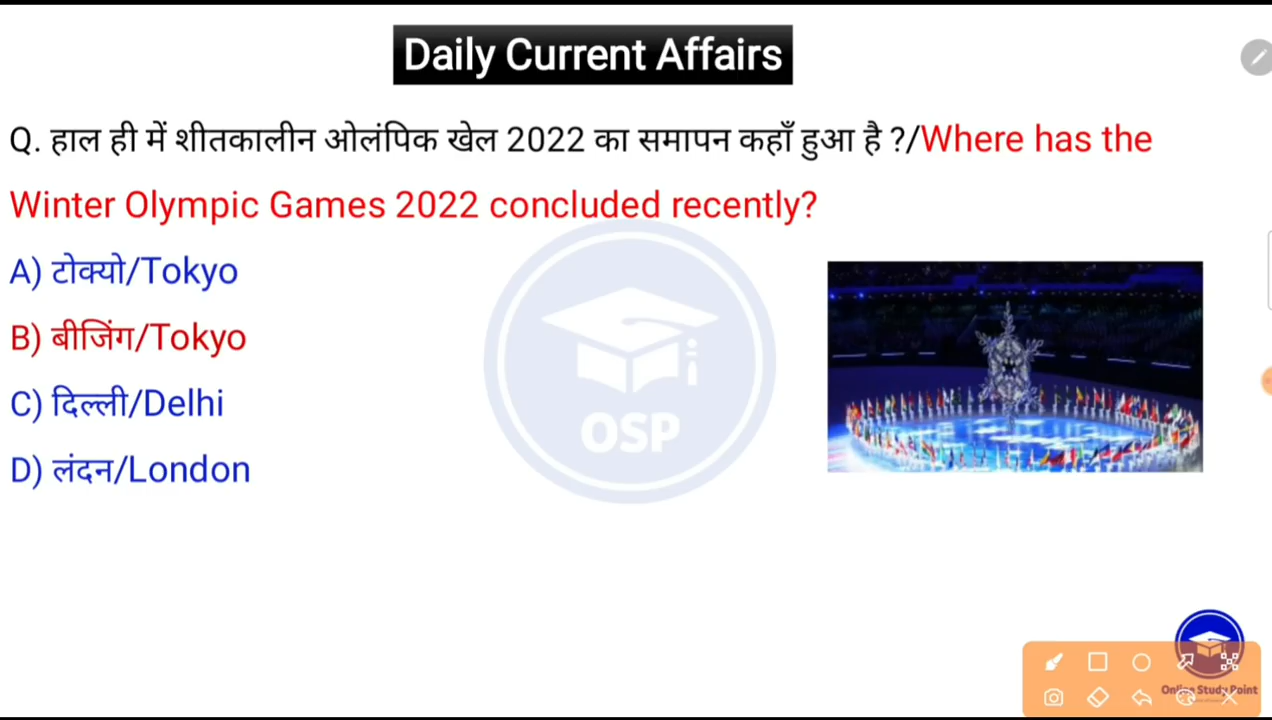 Daily Current Affairs
Q. हाल ही में शीतकालीन ओलंपिक खेल 2022 का समापन कहाँ हुआ है ?/Where has the
Winter Olympic Games 2022 concluded recently?
A) टोक्यो/Tokyo
B) बीजिंग/Tokyo
C) दिल्ली/Delhi
D) लंदन/London
OSP
Online Study Point